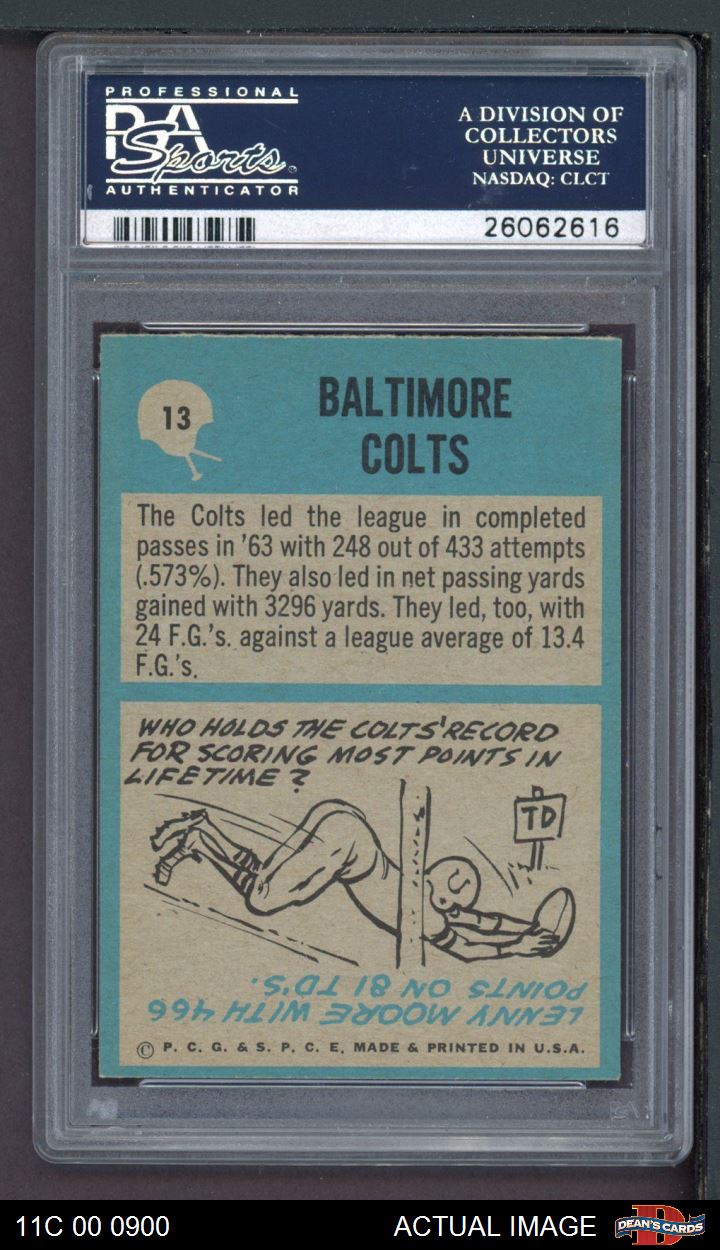 PROFESSIONAL
PSA
Sports
AUTHENTICATOR
A DIVISION OF
COLLECTORS
UNIVERSE
NASDAQ: CLCT
26062616
13
BALTIMORE
COLTS
The Colts led the league in completed
passes in '63 with 248 out of 433 attempts
(.573%). They also led in net passing yards
gained with 3296 yards. They led, too, with
24 F.G.'s. against a league average of 13.4
F.G.'s.
WHO HOLDS THE COLTS' RECORD
FOR SCORING MOST POINTS IN
LIFETIME?
TD
LENNY MOORE WITH 466
POINTS ON 81 TD'S.
© P. C. G. & S. P. C. E. MADE & PRINTED IN U.S.A.
11C 00 0900
ACTUAL IMAGE
D
DEAN'S CARDS